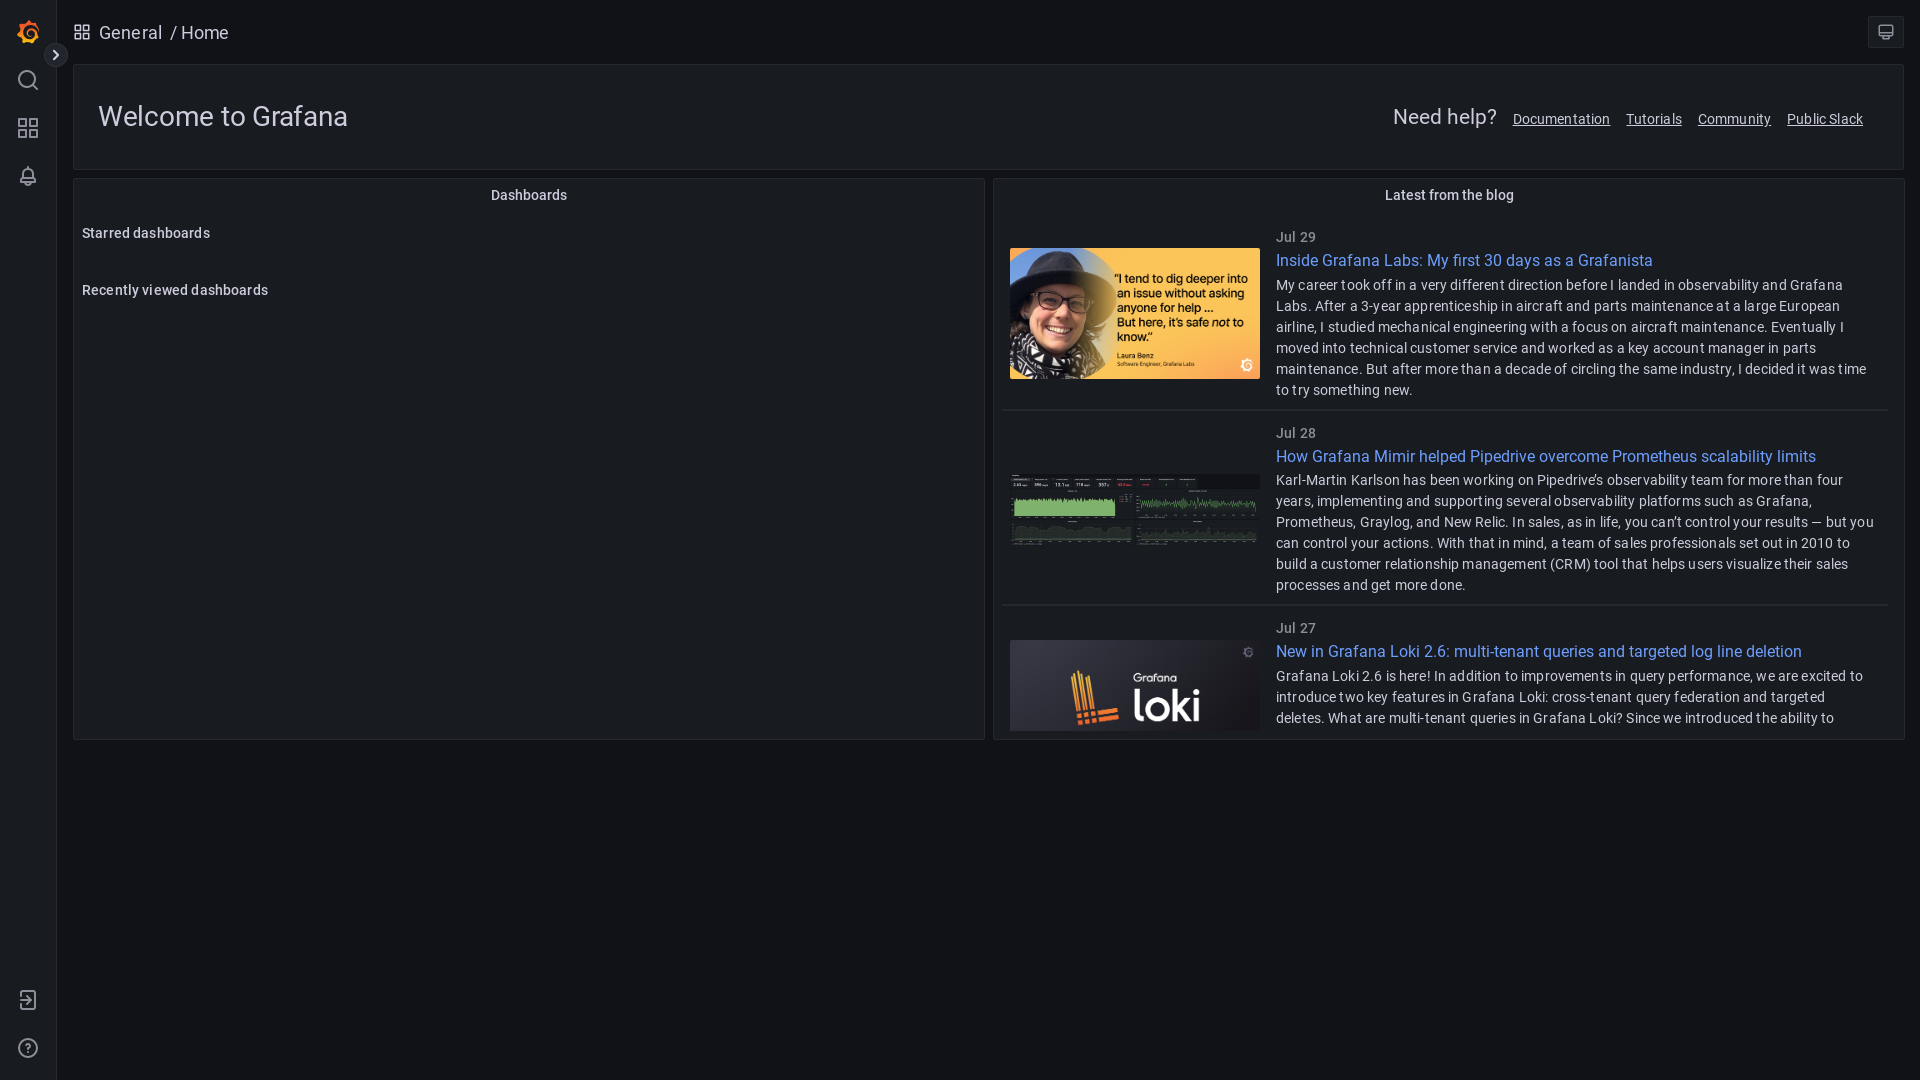 General / Home
Welcome to Grafana
Need help? Documentation Tutorials Community Public Slack
Dashboards
Starred dashboards
Recently viewed dashboards
Latest from the blog
"I tend to dig deeper into
an issue without asking
anyone for help ...
But here, it's safe not to
know."
Laura Benz
Software Engineer, Grafana Labs
Jul 29
Inside Grafana Labs: My first 30 days as a Grafanista
My career took off in a very different direction before I landed in observability and Grafana
Labs. After a 3-year apprenticeship in aircraft and parts maintenance at a large European
airline, I studied mechanical engineering with a focus on aircraft maintenance. Eventually I
moved into technical customer service and worked as a key account manager in parts
maintenance. But after more than a decade of circling the same industry, I decided it was time
to try something new.
Jul 28
How Grafana Mimir helped Pipedrive overcome Prometheus scalability limits
Karl-Martin Karlson has been working on Pipedrive’s observability team for more than four
years, implementing and supporting several observability platforms such as Grafana,
Prometheus, Graylog, and New Relic. In sales, as in life, you can’t control your results — but you
can control your actions. With that in mind, a team of sales professionals set out in 2010 to
build a customer relationship management (CRM) tool that helps users visualize their sales
processes and get more done.
Grafana
loki
Jul 27
New in Grafana Loki 2.6: multi-tenant queries and targeted log line deletion
Grafana Loki 2.6 is here! In addition to improvements in query performance, we are excited to
introduce two key features in Grafana Loki: cross-tenant query federation and targeted
deletes. What are multi-tenant queries in Grafana Loki? Since we introduced the ability to